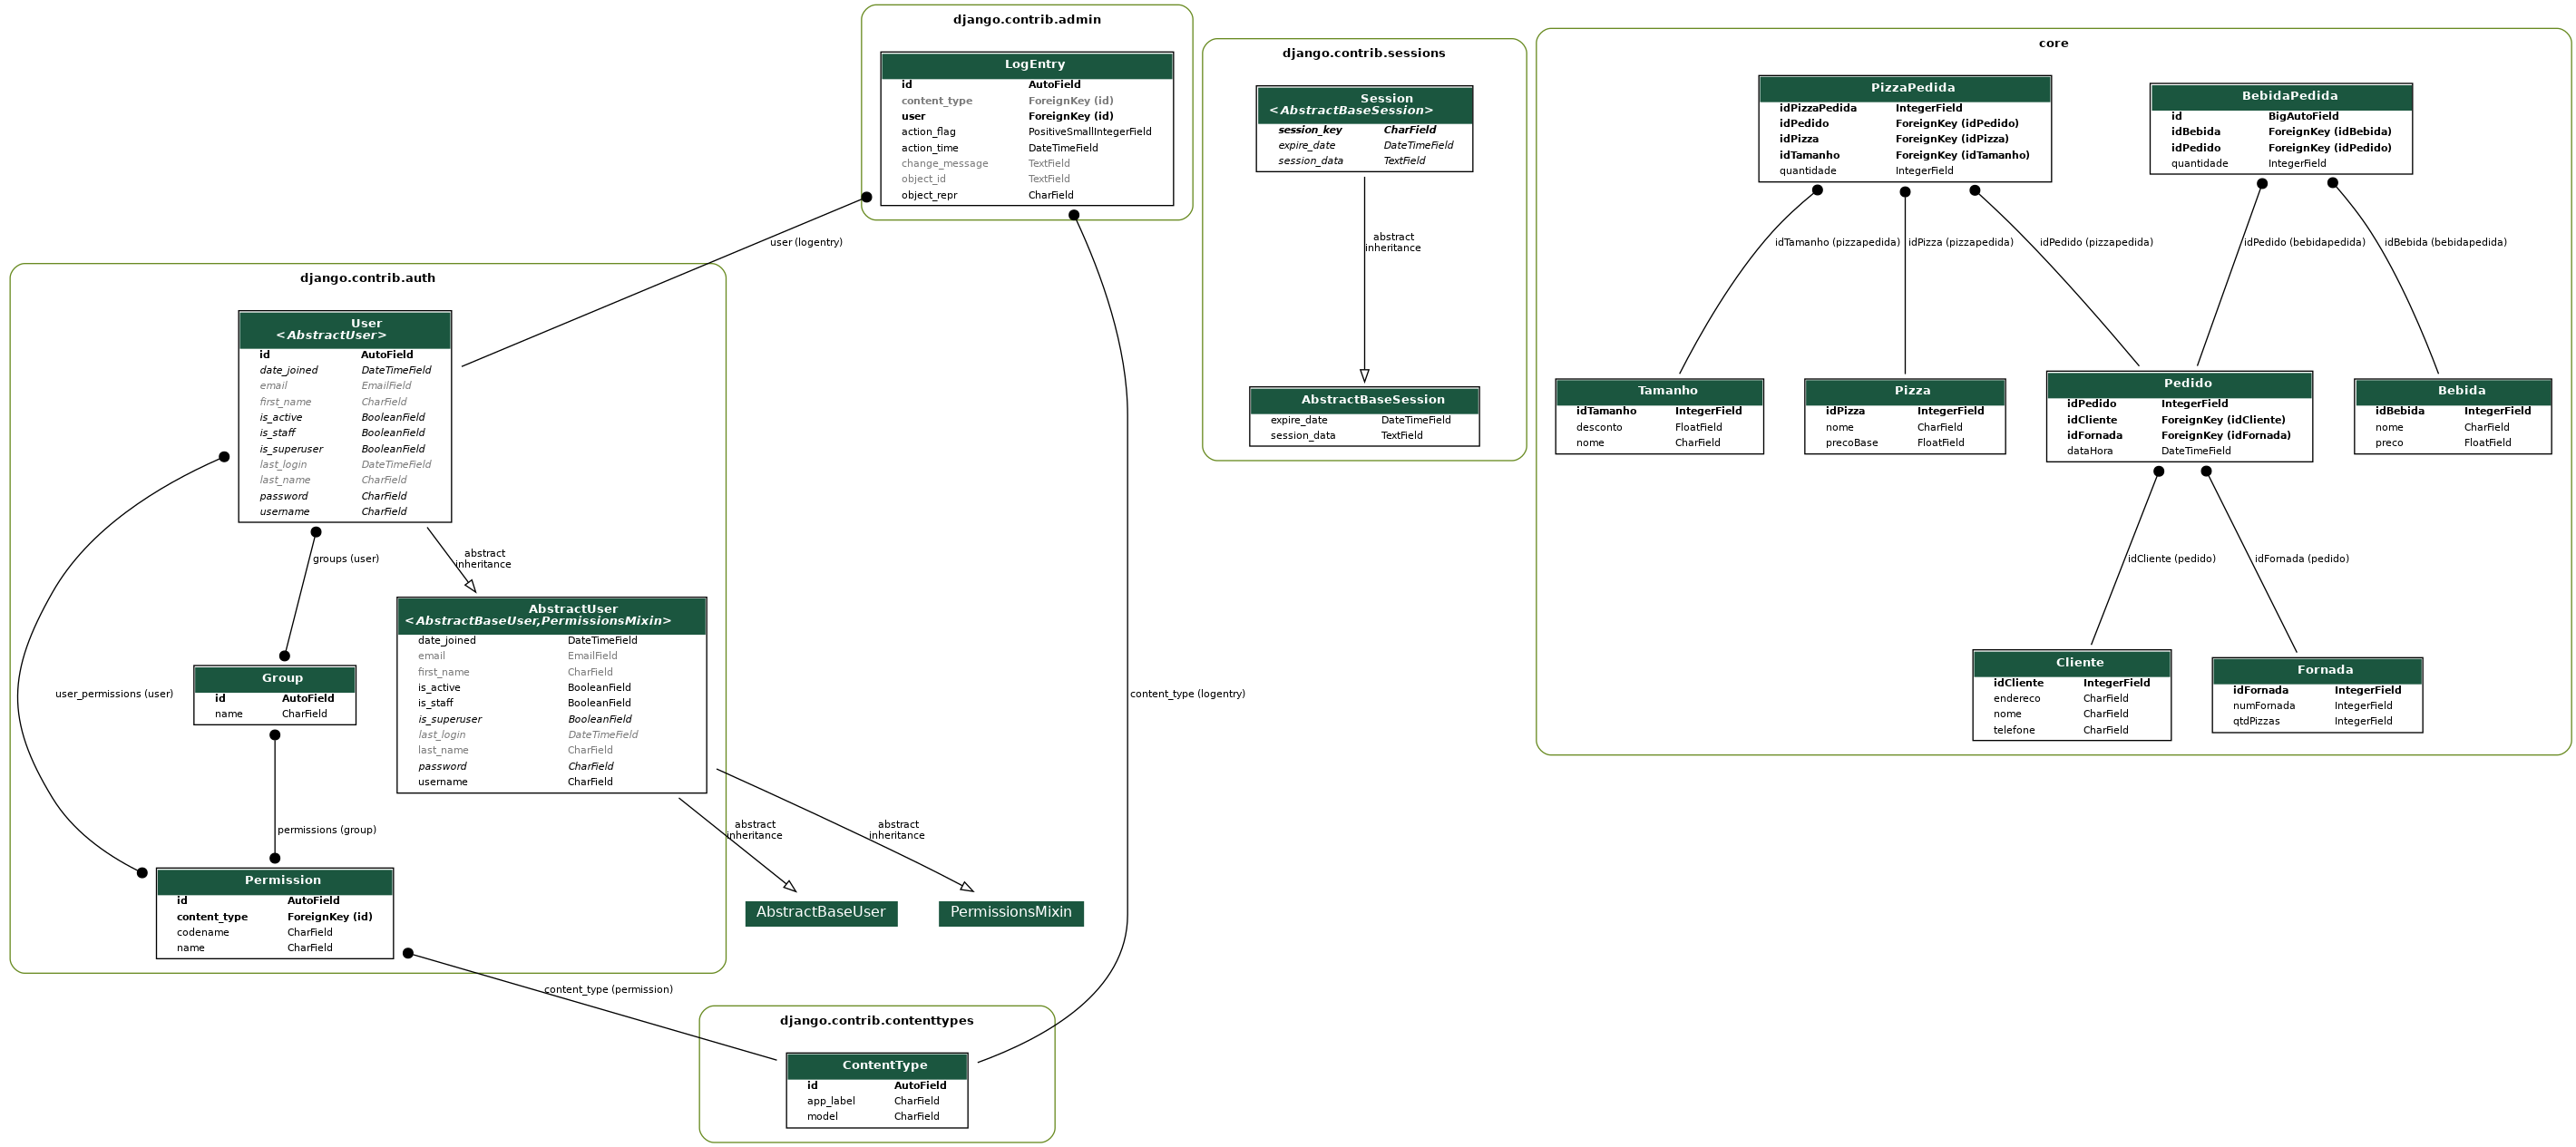 django.contrib.admin
LogEntry
id AutoField
content_type ForeignKey (id)
user ForeignKey (id)
action_flag PositiveSmallIntegerField
action_time DateTimeField
change_message TextField
object_id TextField
object_repr CharField
user (logentry)
content_type (logentry)
django.contrib.auth
User
<AbstractUser>
id AutoField
date_joined DateTimeField
email EmailField
first_name CharField
is_active BooleanField
is_staff BooleanField
is_superuser BooleanField
last_login DateTimeField
last_name CharField
password CharField
username CharField
groups (user)
abstract
inheritance
user_permissions (user)
AbstractUser
<AbstractBaseUser,PermissionsMixin>
date_joined DateTimeField
email EmailField
first_name CharField
is_active BooleanField
is_staff BooleanField
is_superuser BooleanField
last_login DateTimeField
last_name CharField
password CharField
username CharField
Group
id AutoField
name CharField
permissions (group)
abstract
inheritance
abstract
inheritance
Permission
id AutoField
content_type ForeignKey (id)
codename CharField
name CharField
AbstractBaseUser
PermissionsMixin
content_type (permission)
django.contrib.contenttypes
ContentType
id AutoField
app_label CharField
model CharField
django.contrib.sessions
Session
<AbstractBaseSession>
session_key CharField
expire_date DateTimeField
session_data TextField
abstract
inheritance
AbstractBaseSession
expire_date DateTimeField
session_data TextField
core
PizzaPedida
idPizzaPedida IntegerField
idPedido ForeignKey (idPedido)
idPizza ForeignKey (idPizza)
idTamanho ForeignKey (idTamanho)
quantidade IntegerField
BebidaPedida
id BigAutoField
idBebida ForeignKey (idBebida)
idPedido ForeignKey (idPedido)
quantidade IntegerField
idTamanho (pizzapedida)
idPizza (pizzapedida)
idPedido (pizzapedida)
idPedido (bebidapedida)
idBebida (bebidapedida)
Tamanho
idTamanho IntegerField
desconto FloatField
nome CharField
Pizza
idPizza IntegerField
nome CharField
precoBase FloatField
Pedido
idPedido IntegerField
idCliente ForeignKey (idCliente)
idFornada ForeignKey (idFornada)
dataHora DateTimeField
Bebida
idBebida IntegerField
nome CharField
preco FloatField
idCliente (pedido)
idFornada (pedido)
Cliente
idCliente IntegerField
endereco CharField
nome CharField
telefone CharField
Fornada
idFornada IntegerField
numFornada IntegerField
qtdPizzas IntegerField